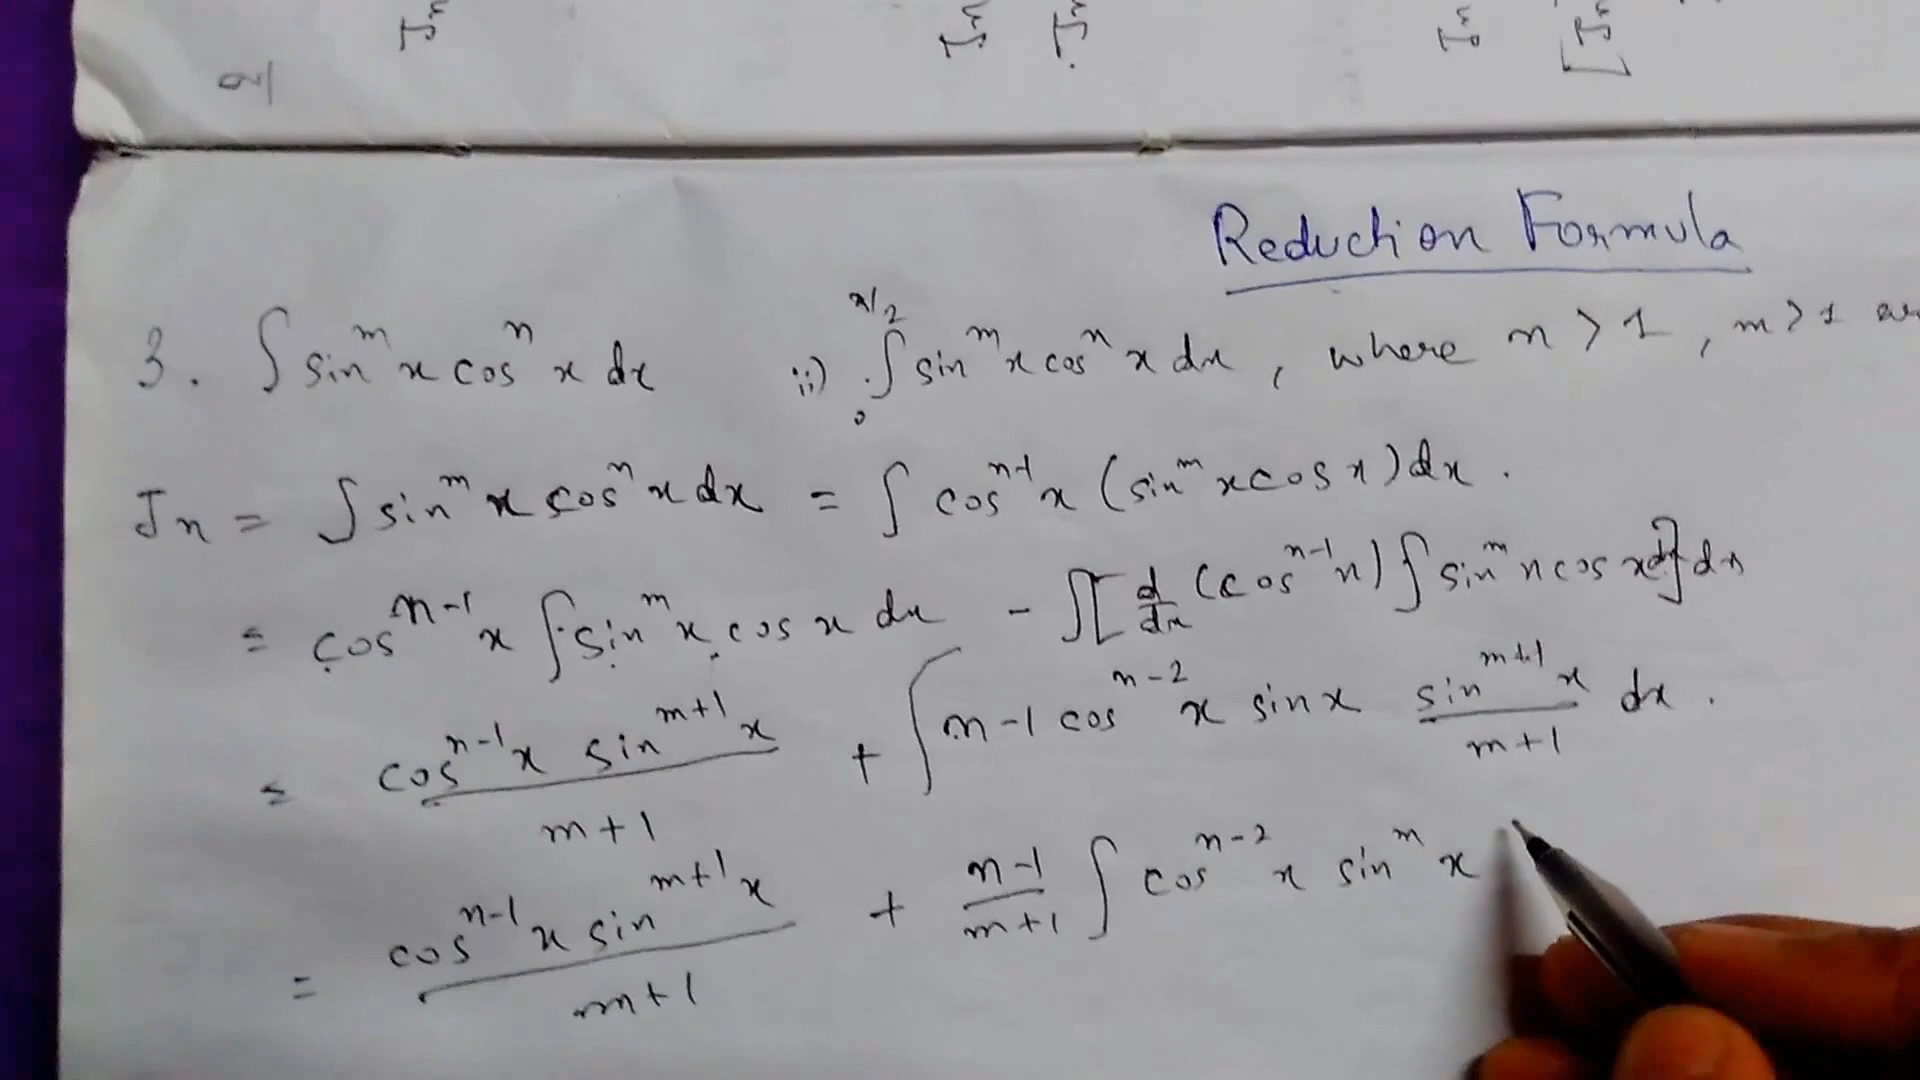 Reduction Formula
3. ∫ sin^m x cos^n x dx ii) ∫_0^{π/2} sin^m x cos^n x dx, where n > 1, m > 1
J_n = ∫ sin^m x cos^n x dx = ∫ cos^{n-1} x (sin^m x cos x) dx.
= cos^{n-1} x ∫ sin^m x cos x dx - ∫[ d/dx (cos^{n-1} x) ∫ sin^m x cos x dx] dx
= cos^{n-1} x sin^{m+1} x / m+1 + ∫ n-1 cos^{n-2} x sin x sin^{m+1} x / m+1 dx.
= cos^{n-1} x sin^{m+1} x / m+1 + n-1 / m+1 ∫ cos^{n-2} x sin^m x